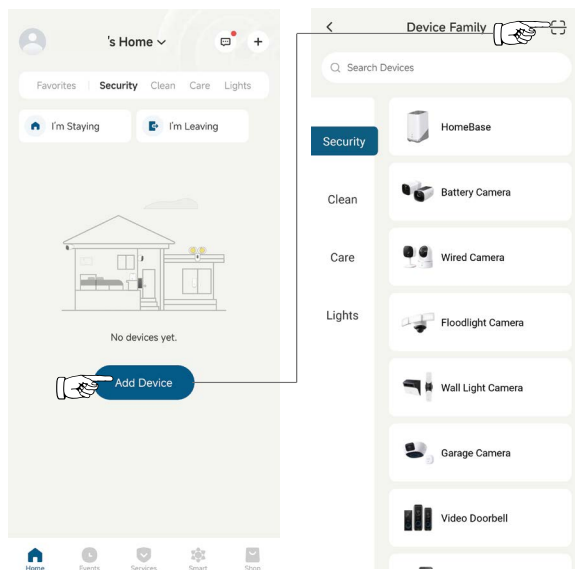 's Home
Favorites Security Clean Care Lights
I'm Staying I'm Leaving
No devices yet.
Add Device
Home Events Services Smart Shop
Device Family
Search Devices
Security
Clean
Care
Lights
HomeBase
Battery Camera
Wired Camera
Floodlight Camera
Wall Light Camera
Garage Camera
Video Doorbell